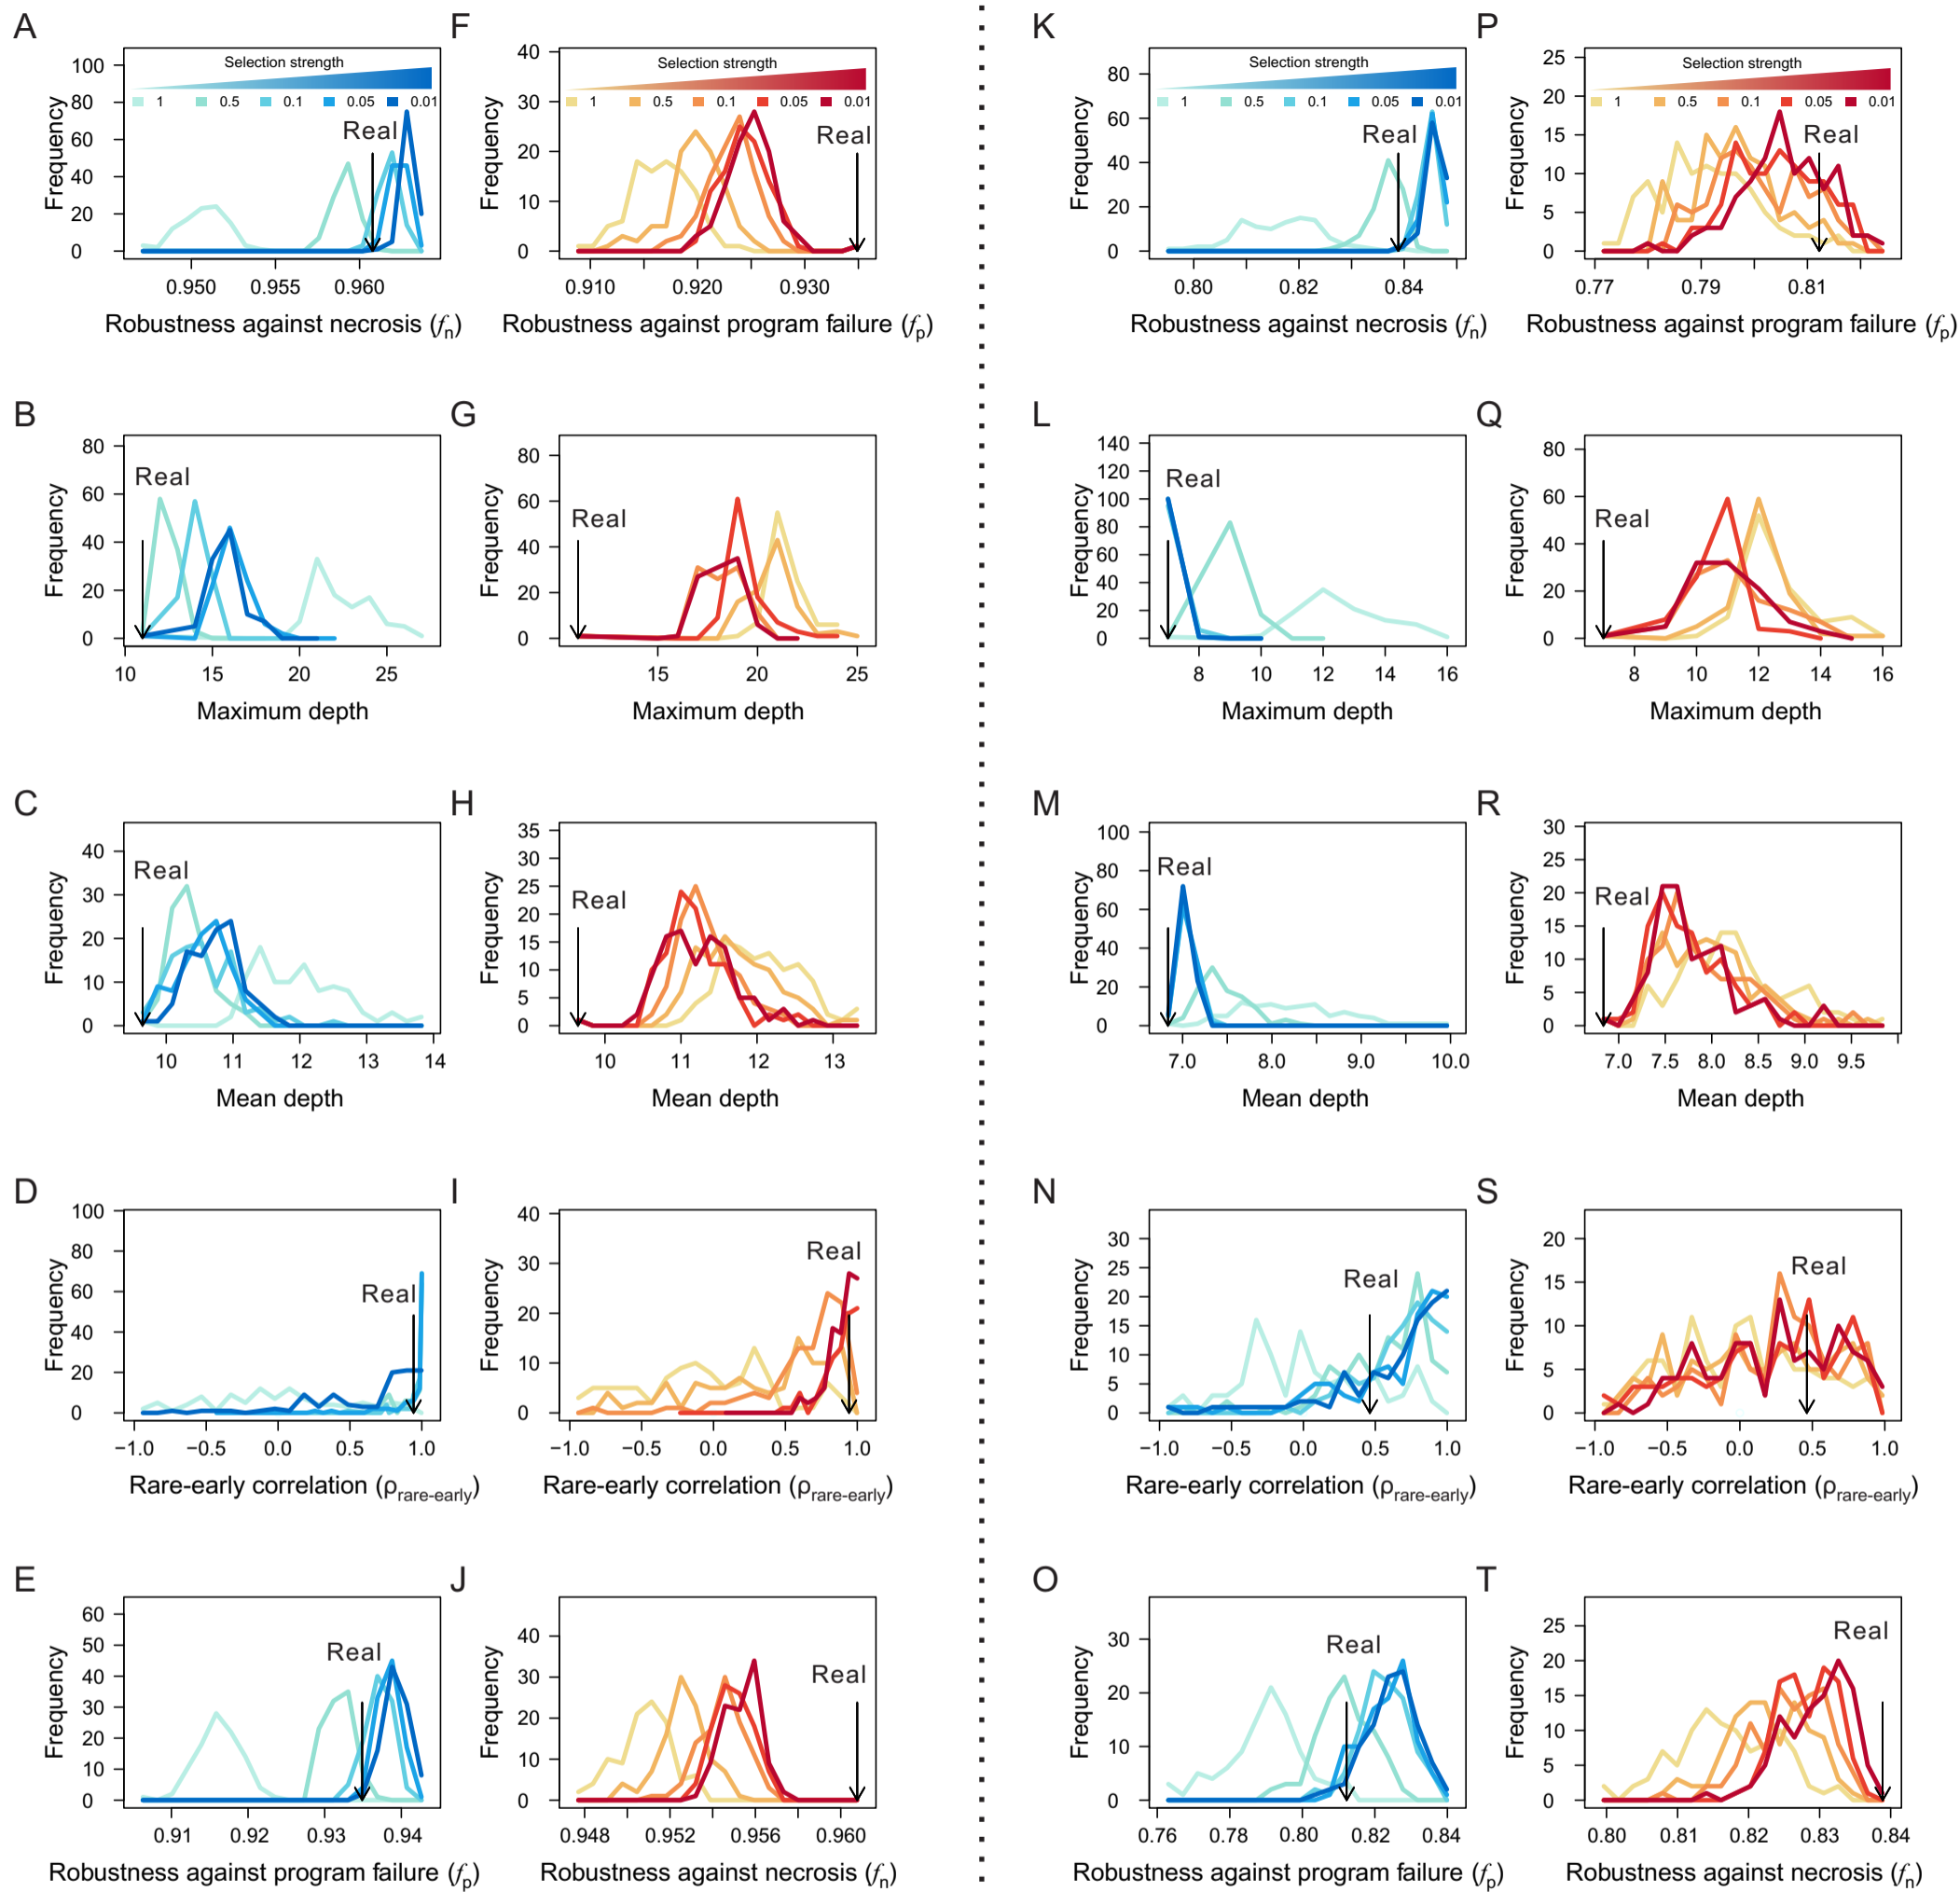 A
Selection strength
1 0.5 0.1 0.05 0.01
Real
Frequency
100
80
60
40
20
0
0.950 0.955 0.960
Robustness against necrosis (fn)
F
Selection strength
1 0.5 0.1 0.05 0.01
Real
Frequency
40
30
20
10
0
0.910 0.920 0.930
Robustness against program failure (fp)
K
Selection strength
1 0.5 0.1 0.05 0.01
Real
Frequency
80
60
40
20
0
0.80 0.82 0.84
Robustness against necrosis (fn)
P
Selection strength
1 0.5 0.1 0.05 0.01
Real
Frequency
25
20
15
10
5
0
0.77 0.79 0.81
Robustness against program failure (fp)
B
Real
Frequency
80
60
40
20
0
10 15 20 25
Maximum depth
G
Real
Frequency
80
60
40
20
0
15 20 25
Maximum depth
L
Real
Frequency
140
120
100
80
60
40
20
0
8 10 12 14 16
Maximum depth
Q
Real
Frequency
80
60
40
20
0
8 10 12 14 16
Maximum depth
C
Real
Frequency
40
30
20
10
0
10 11 12 13 14
Mean depth
H
Real
Frequency
35
30
25
20
15
10
5
0
10 11 12 13
Mean depth
M
Real
Frequency
100
80
60
40
20
0
7.0 8.0 9.0 10.0
Mean depth
R
Real
Frequency
30
25
20
15
10
5
0
7.0 7.5 8.0 8.5 9.0 9.5
Mean depth
D
Real
Frequency
100
80
60
40
20
0
−1.0 −0.5 0.0 0.5 1.0
Rare-early correlation (ρrare-early)
I
Real
Frequency
40
30
20
10
0
−1.0 −0.5 0.0 0.5 1.0
Rare-early correlation (ρrare-early)
N
Real
Frequency
30
25
20
15
10
5
0
−1.0 −0.5 0.0 0.5 1.0
Rare-early correlation (ρrare-early)
S
Real
Frequency
20
15
10
5
0
−1.0 −0.5 0.0 0.5 1.0
Rare-early correlation (ρrare-early)
E
Real
Frequency
60
50
40
30
20
10
0
0.91 0.92 0.93 0.94
Robustness against program failure (fp)
J
Real
Frequency
40
30
20
10
0
0.948 0.952 0.956 0.960
Robustness against necrosis (fn)
O
Real
Frequency
30
20
10
0
0.76 0.78 0.80 0.82 0.84
Robustness against program failure (fp)
T
Real
Frequency
25
20
15
10
5
0
0.80 0.81 0.82 0.83 0.84
Robustness against necrosis (fn)